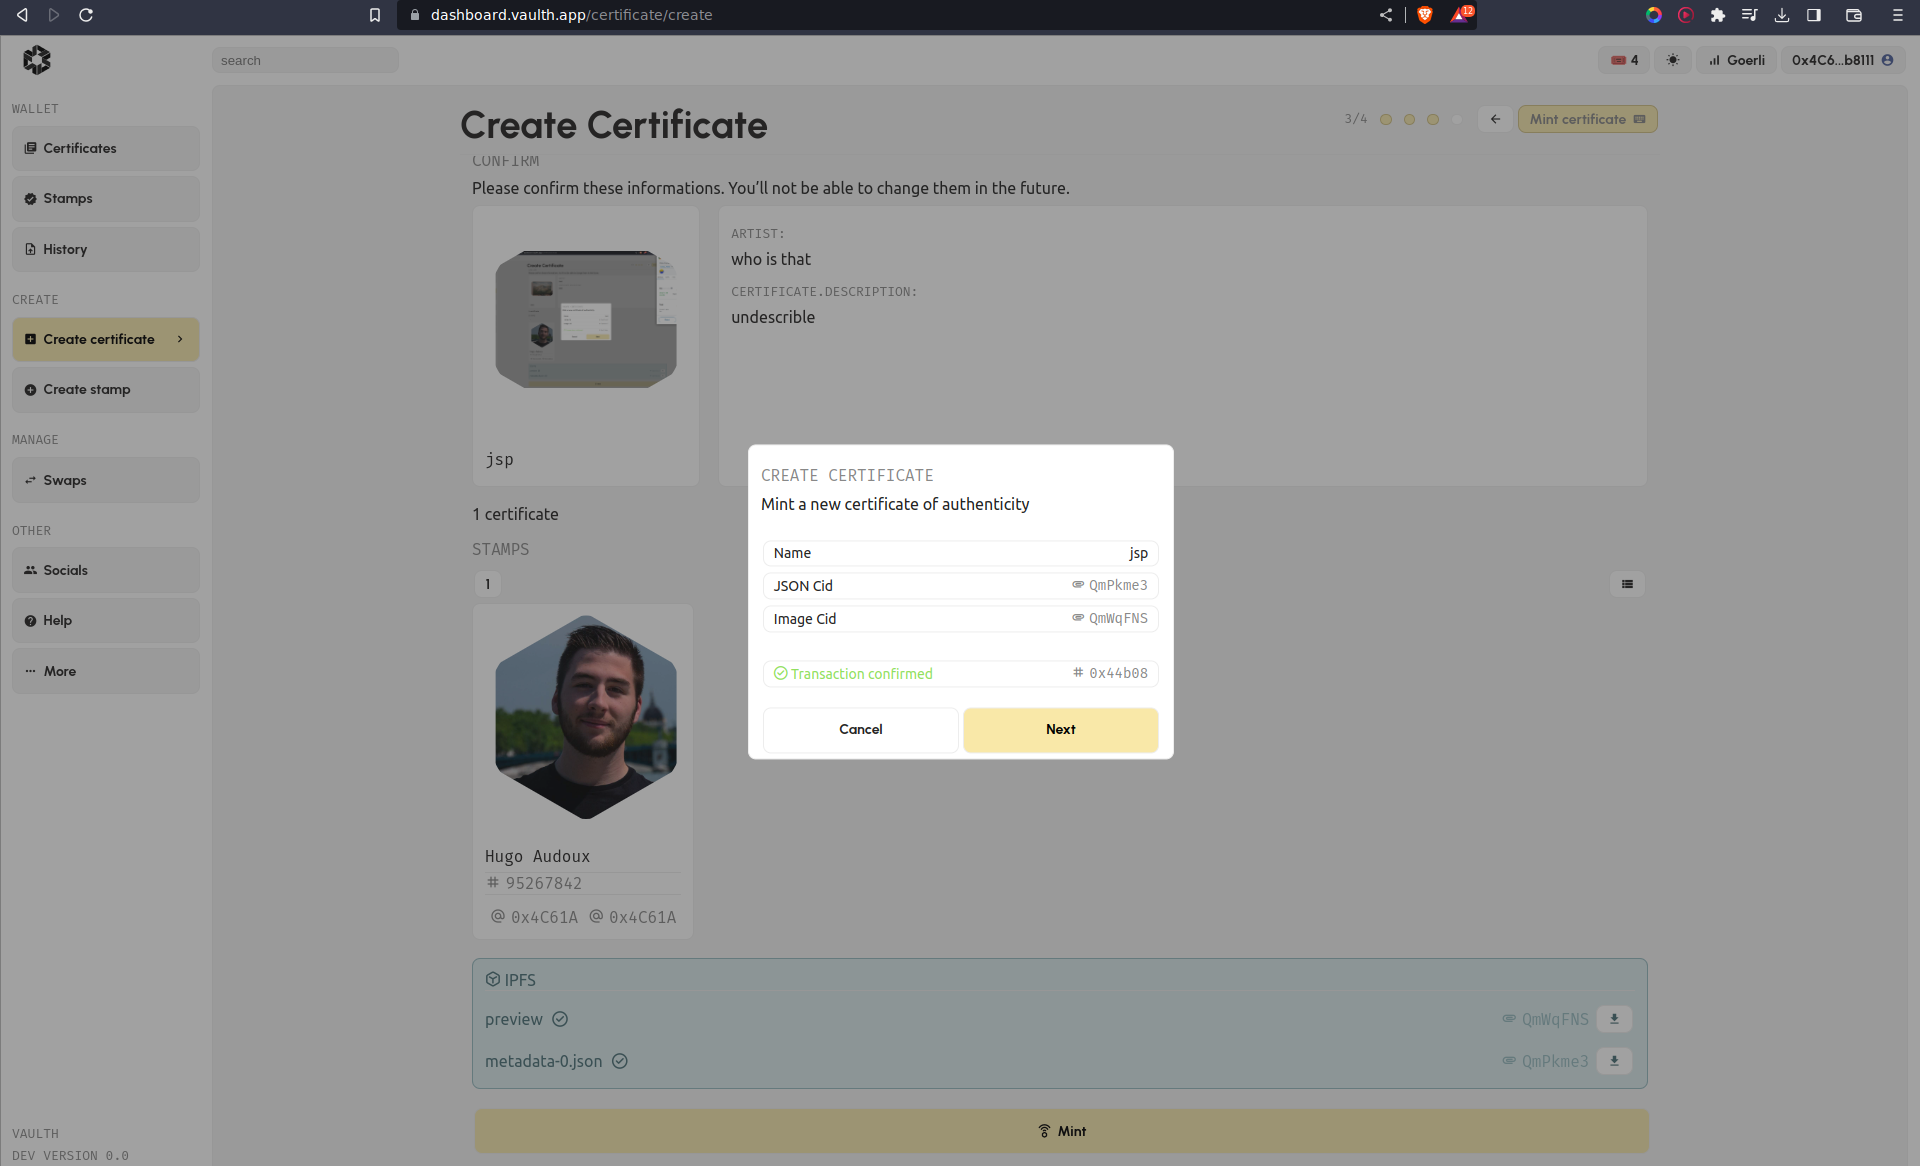 dashboard.vaulth.app/certificate/create
12
search
4
Goerli
0x4C6...b8111
WALLET
Certificates
Stamps
History
CREATE
Create certificate
Create stamp
MANAGE
Swaps
OTHER
Socials
Help
More
VAULTH
DEV VERSION 0.0
Create Certificate
3/4
Mint certificate
CONFIRM
Please confirm these informations. You'll not be able to change them in the future.
jsp
ARTIST:
who is that
CERTIFICATE.DESCRIPTION:
undescrible
1 certificate
STAMPS
1
Hugo Audoux
# 95267842
@ 0x4C61A @ 0x4C61A
CREATE CERTIFICATE
Mint a new certificate of authenticity
Name jsp
JSON Cid QmPkme3
Image Cid QmWqFNS
Transaction confirmed # 0x44b08
Cancel Next
IPFS
preview QmWqFNS
metadata-0.json QmPkme3
Mint